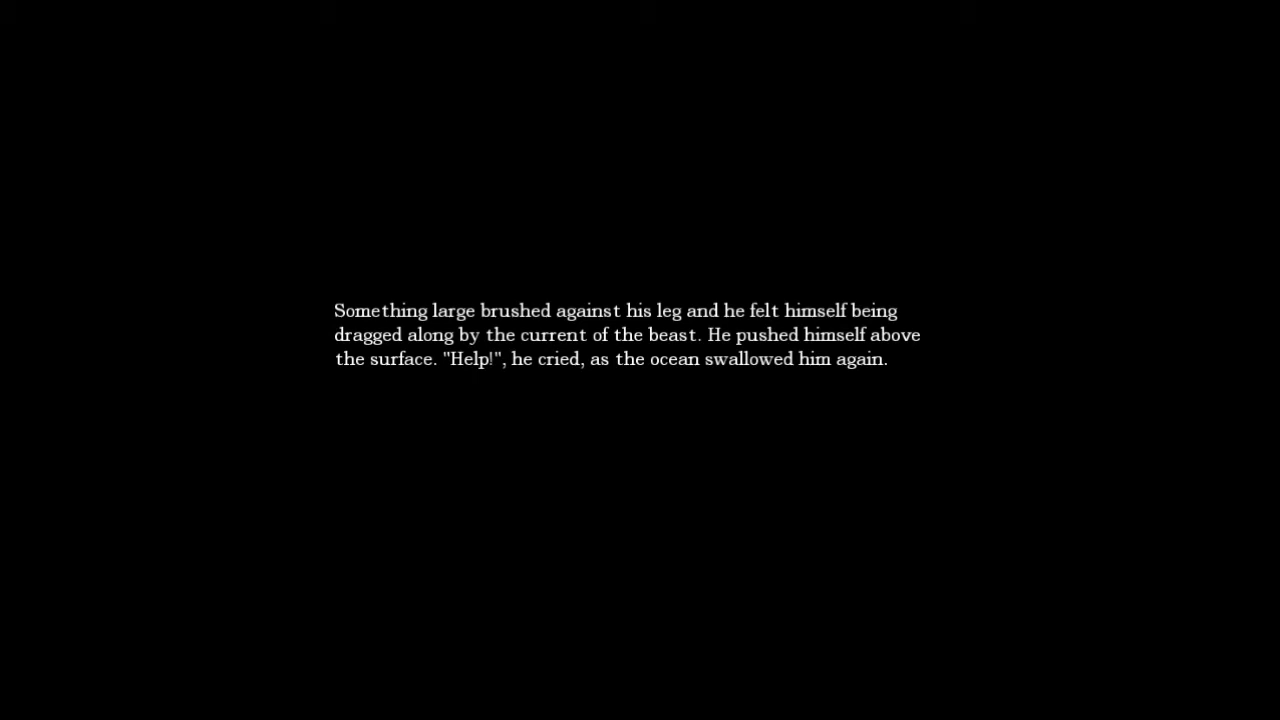 Something large brushed against his leg and he felt himself being
dragged along by the current of the beast. He pushed himself above
the surface. "Help!", he cried, as the ocean swallowed him again.